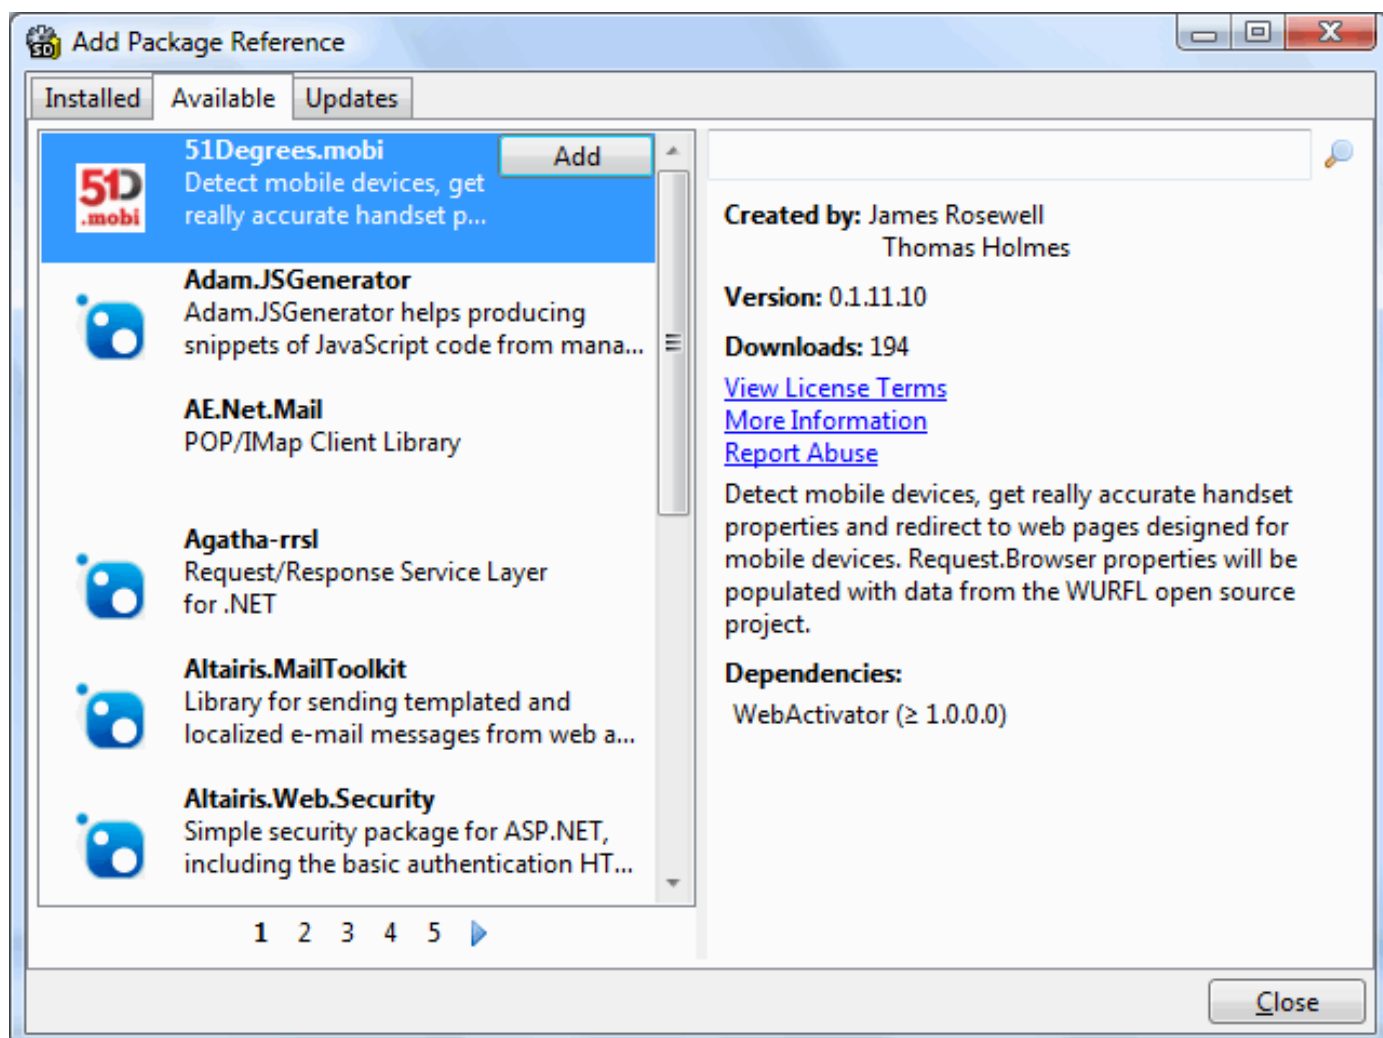 SD
Add Package Reference
X
Installed Available Updates
51Degrees.mobi
Add
Detect mobile devices, get
really accurate handset p...
51D
.mobi
Adam.JSGenerator
Adam.JSGenerator helps producing
snippets of JavaScript code from mana...
AE.Net.Mail
POP/IMap Client Library
Agatha-rrsl
Request/Response Service Layer
for .NET
Altairis.MailToolkit
Library for sending templated and
localized e-mail messages from web a...
Altairis.Web.Security
Simple security package for ASP.NET,
including the basic authentication HT...
1 2 3 4 5
Created by: James Rosewell
Thomas Holmes
Version: 0.1.11.10
Downloads: 194
View License Terms
More Information
Report Abuse
Detect mobile devices, get really accurate handset
properties and redirect to web pages designed for
mobile devices. Request.Browser properties will be
populated with data from the WURFL open source
project.
Dependencies:
WebActivator (≥ 1.0.0.0)
Close